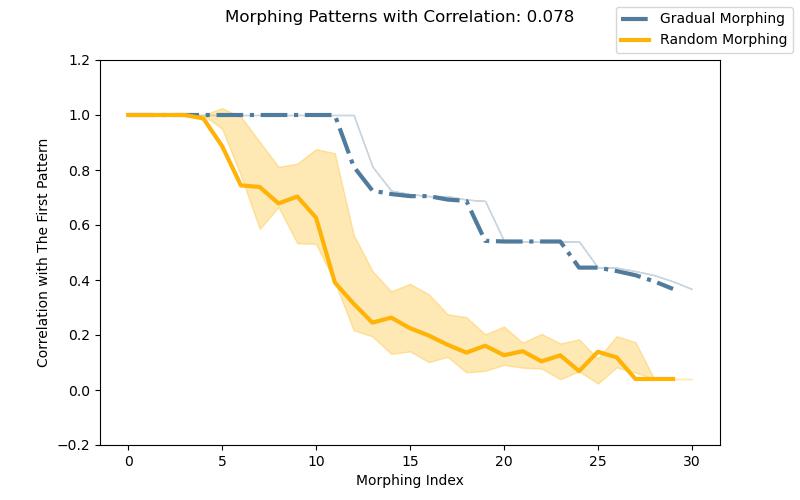 Morphing Patterns with Correlation: 0.078
Gradual Morphing
Random Morphing
1.2
1.0
0.8
0.6
0.4
0.2
0.0
−0.2
Correlation with The First Pattern
0 5 10 15 20 25 30
Morphing Index